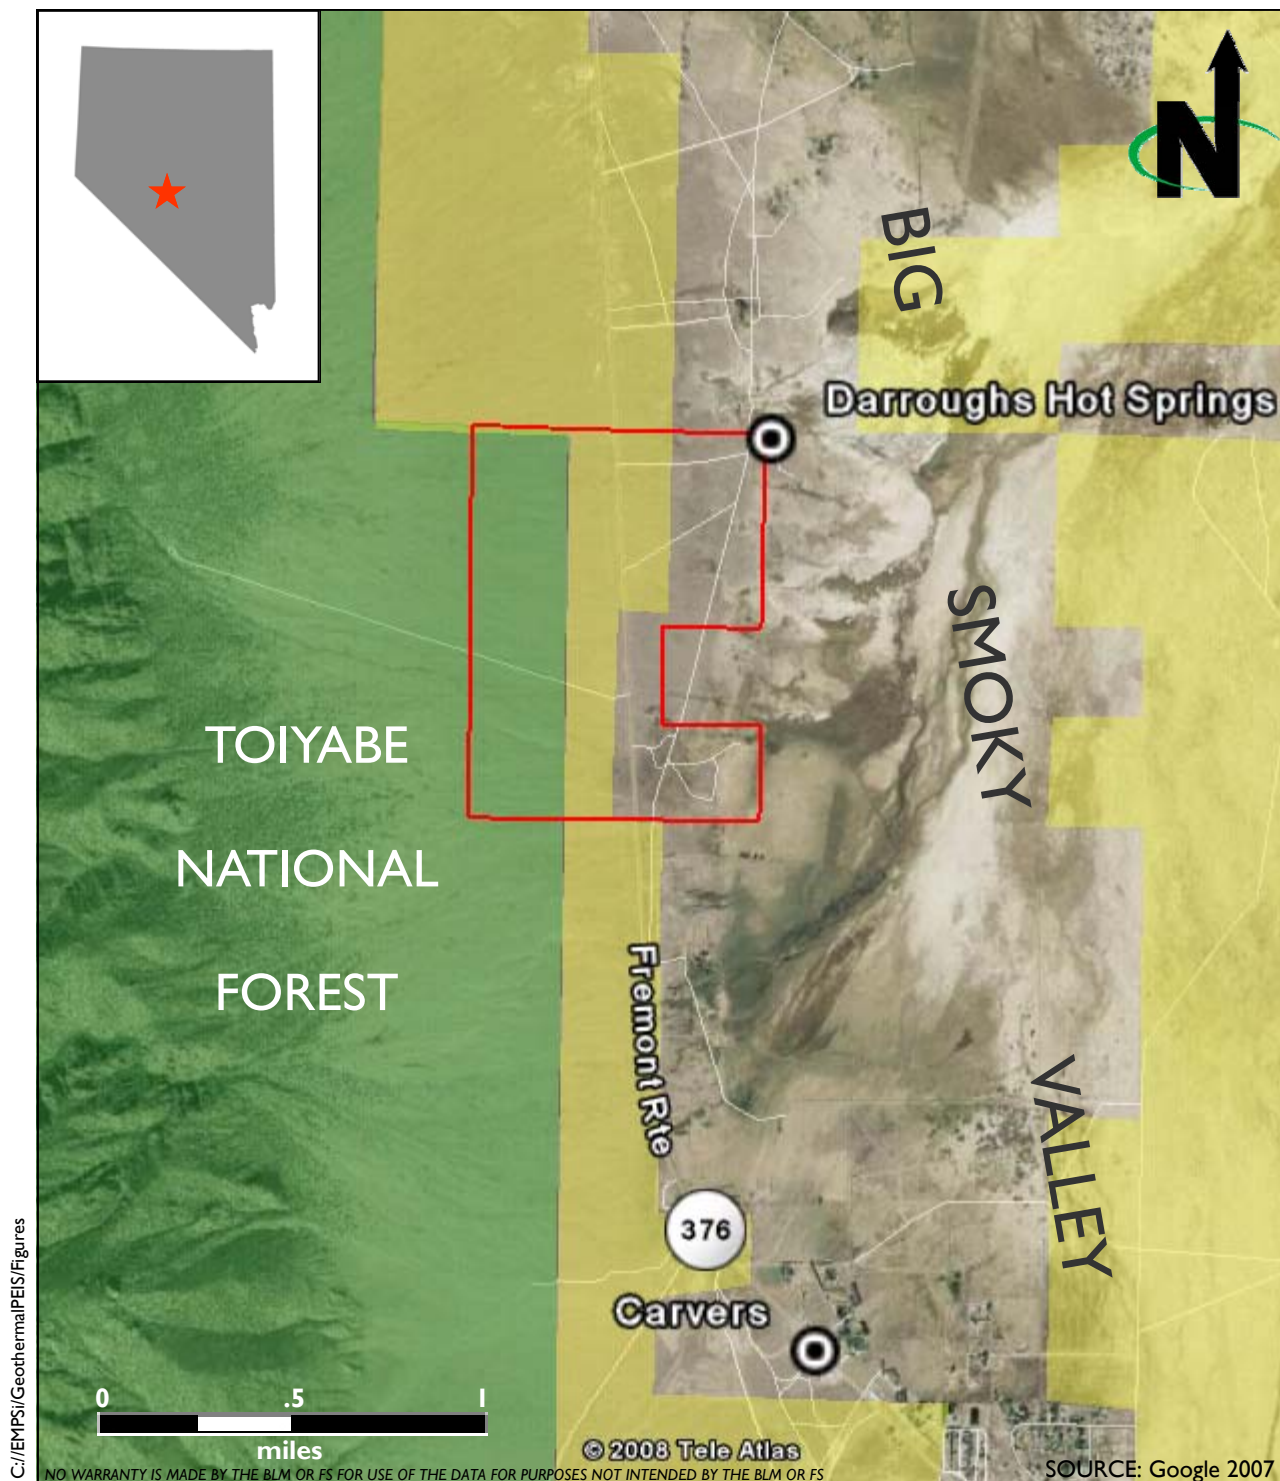 N
BIG
Darroughs Hot Springs
SMOKY
TOIYABE
NATIONAL
FOREST
Fremont Rte
VALLEY
376
Carvers
0 .5 1
miles
© 2008 Tele Atlas
NO WARRANTY IS MADE BY THE BLM OR FS FOR USE OF THE DATA FOR PURPOSES NOT INTENDED BY THE BLM OR FS
SOURCE: Google 2007
C://EMPSi/GeothermalPEIS/Figures